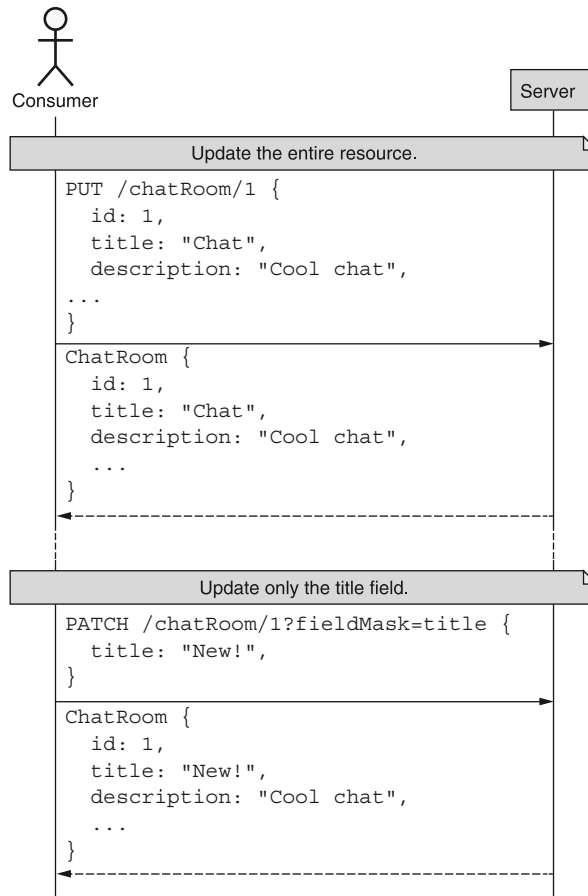 Consumer
Server
Update the entire resource.
PUT /chatRoom/1 {
  id: 1,
  title: "Chat",
  description: "Cool chat",
...
}
ChatRoom {
  id: 1,
  title: "Chat",
  description: "Cool chat",
  ...
}
Update only the title field.
PATCH /chatRoom/1?fieldMask=title {
  title: "New!",
}
ChatRoom {
  id: 1,
  title: "New!",
  description: "Cool chat",
  ...
}